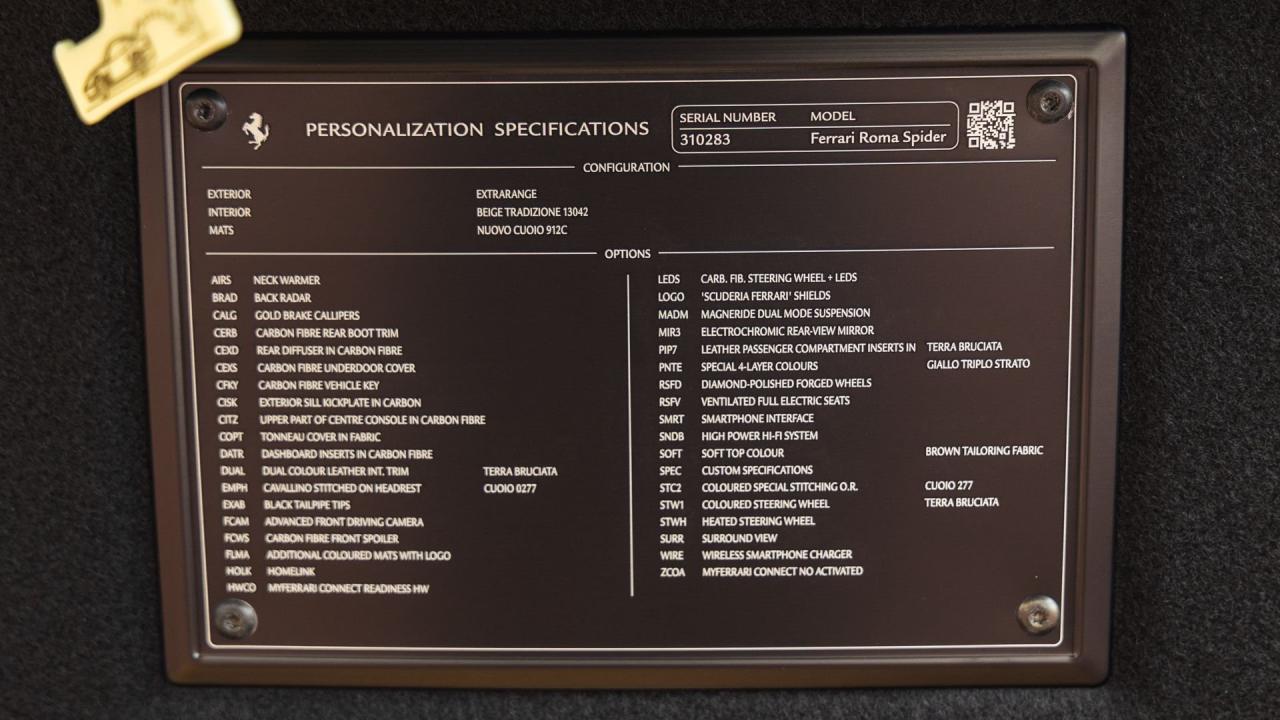 PERSONALIZATION SPECIFICATIONS
SERIAL NUMBER MODEL
310283 Ferrari Roma Spider
CONFIGURATION
EXTERIOR EXTRARANGE
INTERIOR BEIGE TRADIZIONE 13042
MATS NUOVO CUOIO 912C
OPTIONS
AIRS NECK WARMER
BRAD BACK RADAR
CALG GOLD BRAKE CALLIPERS
CERB CARBON FIBRE REAR BOOT TRIM
CEXD REAR DIFFUSER IN CARBON FIBRE
CEXS CARBON FIBRE UNDERDOOR COVER
CFKY CARBON FIBRE VEHICLE KEY
CISK EXTERIOR SILL KICKPLATE IN CARBON
CITZ UPPER PART OF CENTRE CONSOLE IN CARBON FIBRE
COPT TONNEAU COVER IN FABRIC
DATR DASHBOARD INSERTS IN CARBON FIBRE
DUAL DUAL COLOUR LEATHER INT. TRIM TERRA BRUCIATA
EMPH CAVALLINO STITCHED ON HEADREST CUOIO 0277
EXAB BLACK TAILPIPE TIPS
FCAM ADVANCED FRONT DRIVING CAMERA
FCWS CARBON FIBRE FRONT SPOILER
FLMA ADDITIONAL COLOURED MATS WITH LOGO
HOLK HOMELINK
HWCO MYFERRARI CONNECT READINESS HW
LEDS CARB. FIB. STEERING WHEEL + LEDS
LOGO 'SCUDERIA FERRARI' SHIELDS
MADM MAGNERIDE DUAL MODE SUSPENSION
MIR3 ELECTROCHROMIC REAR-VIEW MIRROR
PIP7 LEATHER PASSENGER COMPARTMENT INSERTS IN TERRA BRUCIATA
PNTE SPECIAL 4-LAYER COLOURS GIALLO TRIPLO STRATO
RSFD DIAMOND-POLISHED FORGED WHEELS
RSFV VENTILATED FULL ELECTRIC SEATS
SMRT SMARTPHONE INTERFACE
SNDB HIGH POWER HI-FI SYSTEM
SOFT SOFT TOP COLOUR BROWN TAILORING FABRIC
SPEC CUSTOM SPECIFICATIONS
STC2 COLOURED SPECIAL STITCHING O.R. CUOIO 277
STW1 COLOURED STEERING WHEEL TERRA BRUCIATA
STWH HEATED STEERING WHEEL
SURR SURROUND VIEW
WIRE WIRELESS SMARTPHONE CHARGER
ZCOA MYFERRARI CONNECT NO ACTIVATED